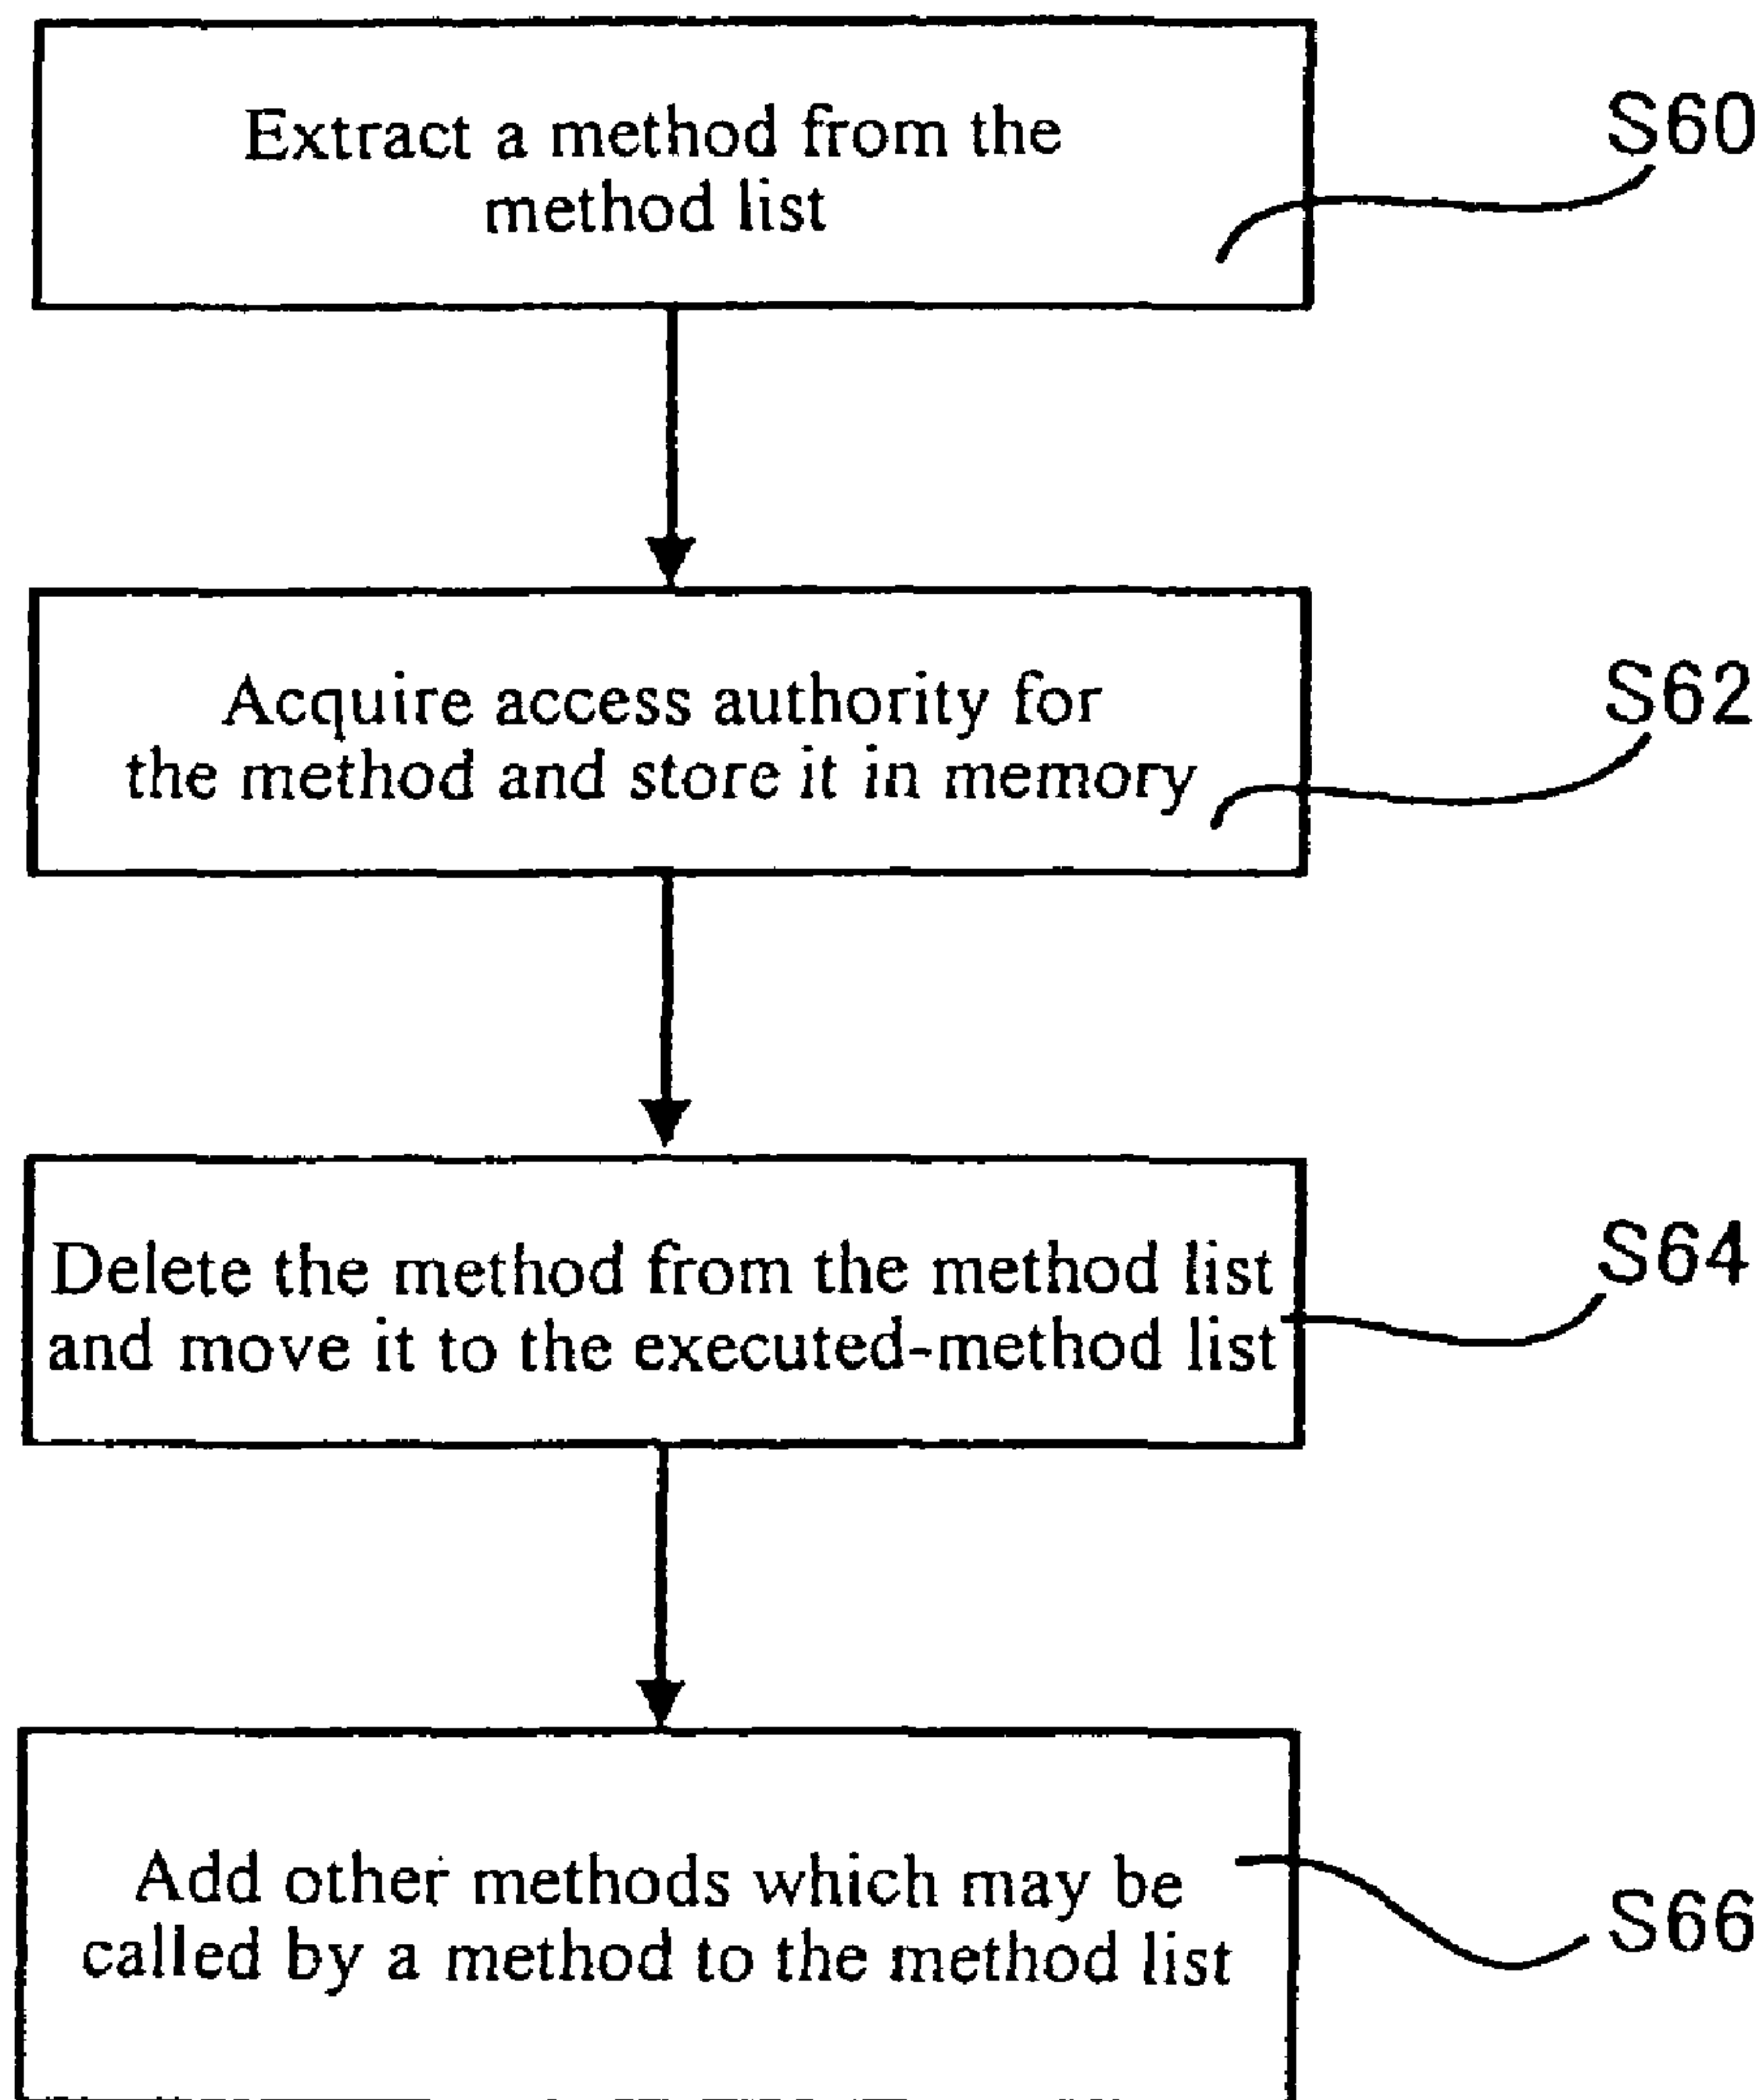 Extract a method from the
method list
S60
Acquire access authority for
the method and store it in memory
S62
Delete the method from the method list
and move it to the executed-method list
S64
Add other methods which may be
called by a method to the method list
S66